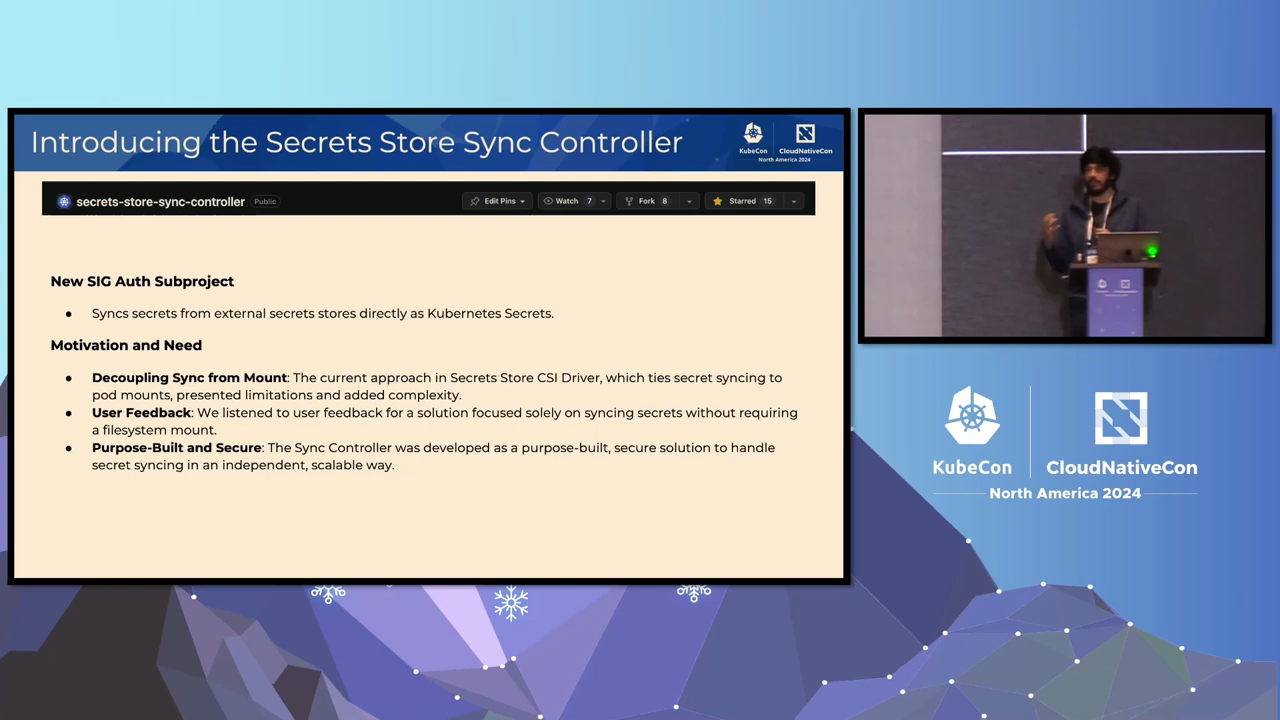 Introducing the Secrets Store Sync Controller
KubeCon
CloudNativeCon
North America 2024
secrets-store-sync-controller
Public
Edit Pins
Watch 7
Fork 8
Starred 15
New SIG Auth Subproject
● Syncs secrets from external secrets stores directly as Kubernetes Secrets.
Motivation and Need
● Decoupling Sync from Mount: The current approach in Secrets Store CSI Driver, which ties secret syncing to
pod mounts, presented limitations and added complexity.
● User Feedback: We listened to user feedback for a solution focused solely on syncing secrets without requiring
a filesystem mount.
● Purpose-Built and Secure: The Sync Controller was developed as a purpose-built, secure solution to handle
secret syncing in an independent, scalable way.
KubeCon
CloudNativeCon
North America 2024